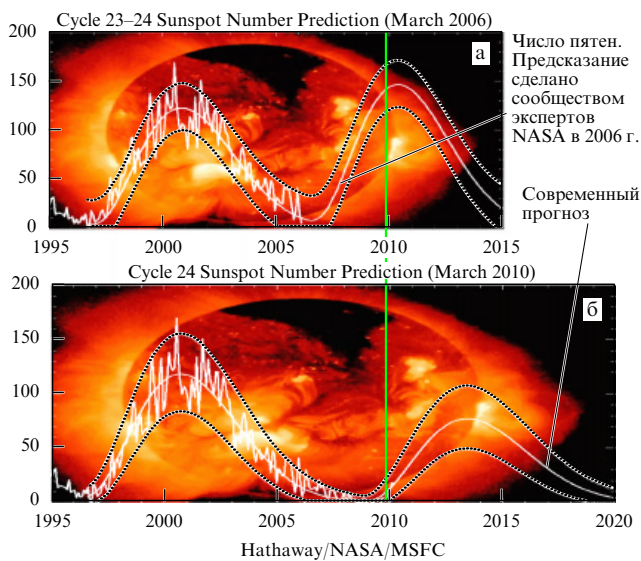 Cycle 23–24 Sunspot Number Prediction (March 2006)
200
150
100
50
0
а
1995
2000
2005
2010
2015
Число пятен.
Предсказание
сделано
сообществом
экспертов
NASA в 2006 г.
Современный
прогноз
Cycle 24 Sunspot Number Prediction (March 2010)
200
150
100
50
0
б
1995
2000
2005
2010
2015
2020
Hathaway/NASA/MSFC